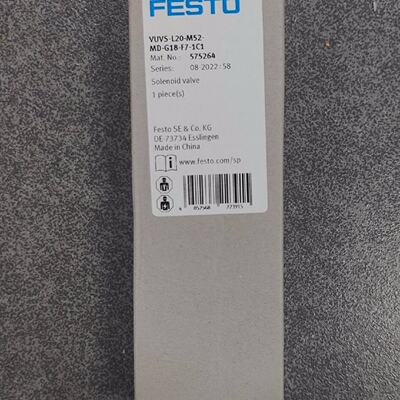 FESTO
VUVS-L20-M52-
MD-G18-F7-1C1
Mat. No.: 575264
Series: 08-2022:58
Solenoid valve
1 piece(s)
Festo SE & Co. KG
DE-73734 Esslingen
Made in China
www.festo.com/sp